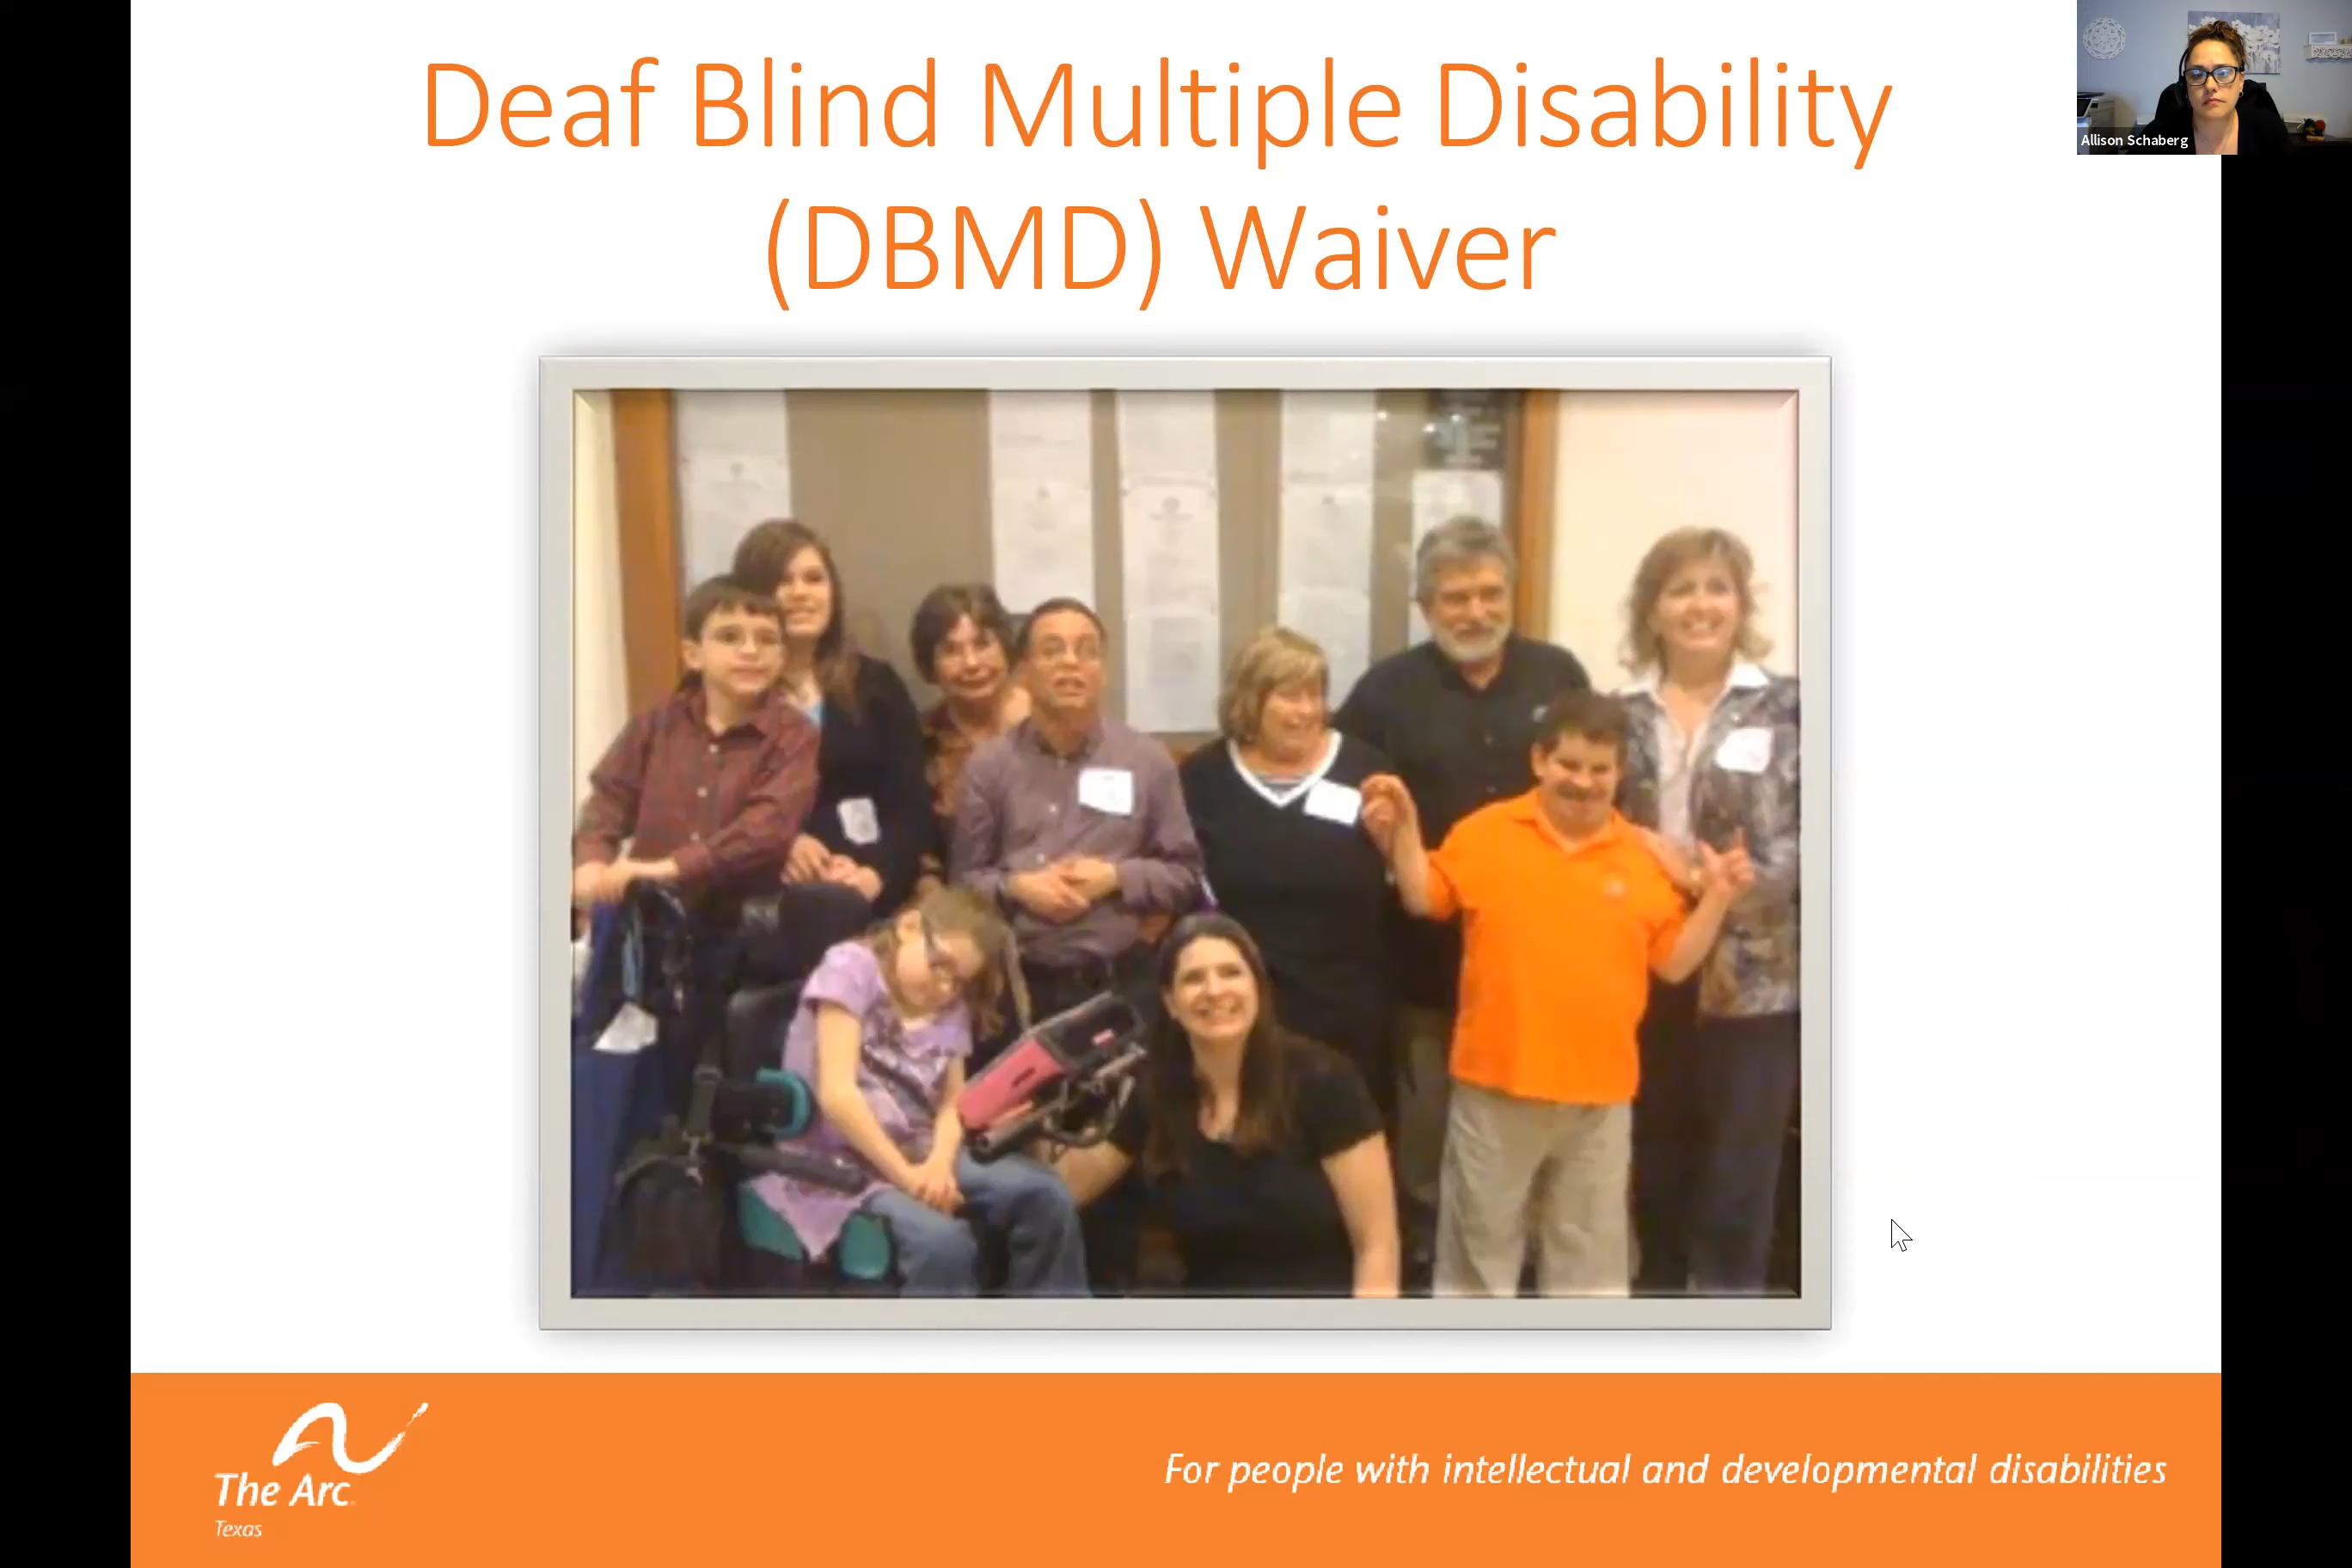 Deaf Blind Multiple Disability
(DBMD) Waiver
Allison Schaberg
The Arc
Texas
For people with intellectual and developmental disabilities